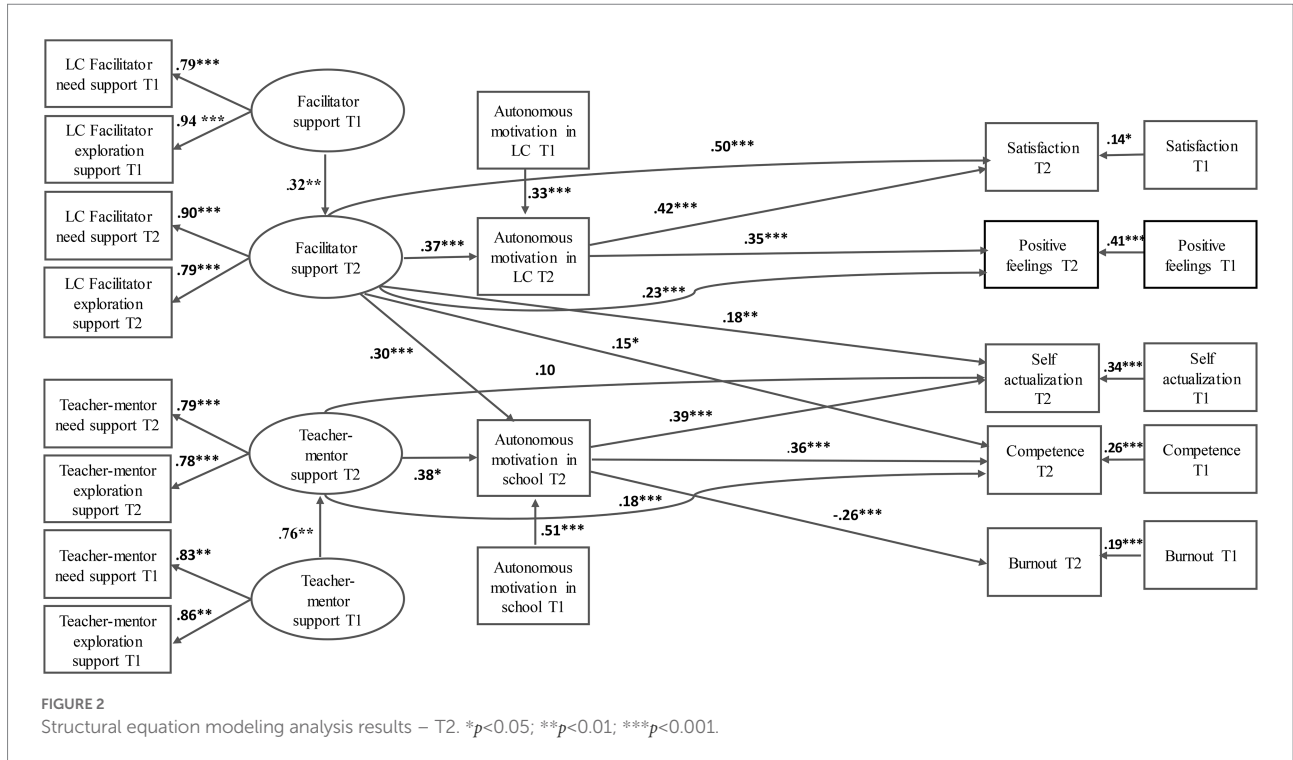 LC Facilitator
need support T1
.79***
LC Facilitator
exploration
support T1
.94 ***
Facilitator
support T1
.32**
LC Facilitator
need support T2
.90***
LC Facilitator
exploration
support T2
.79***
Facilitator
support T2
.37***
Autonomous
motivation in
LC T1
.33***
Autonomous
motivation in
LC T2
.50***
.42***
.35***
.23***
.18**
.15*
.30***
Teacher-mentor
need support T2
.79***
Teacher-mentor
exploration
support T2
.78***
Teacher-
mentor
support T2
.38*
.10
.76**
Teacher-mentor
need support T1
.83**
Teacher-mentor
exploration
support T1
.86**
Teacher-
mentor
support T1
Autonomous
motivation in
school T2
.51***
Autonomous
motivation in
school T1
.39***
.36***
.18***
-.26***
Satisfaction
T2
.14*
Satisfaction
T1
Positive
feelings T2
.41***
Positive
feelings T1
Self
actualization
T2
.34***
Self
actualization
T1
Competence
T2
.26***
Competence
T1
Burnout T2
.19***
Burnout T1
FIGURE 2
Structural equation modeling analysis results – T2. *p<0.05; **p<0.01; ***p<0.001.